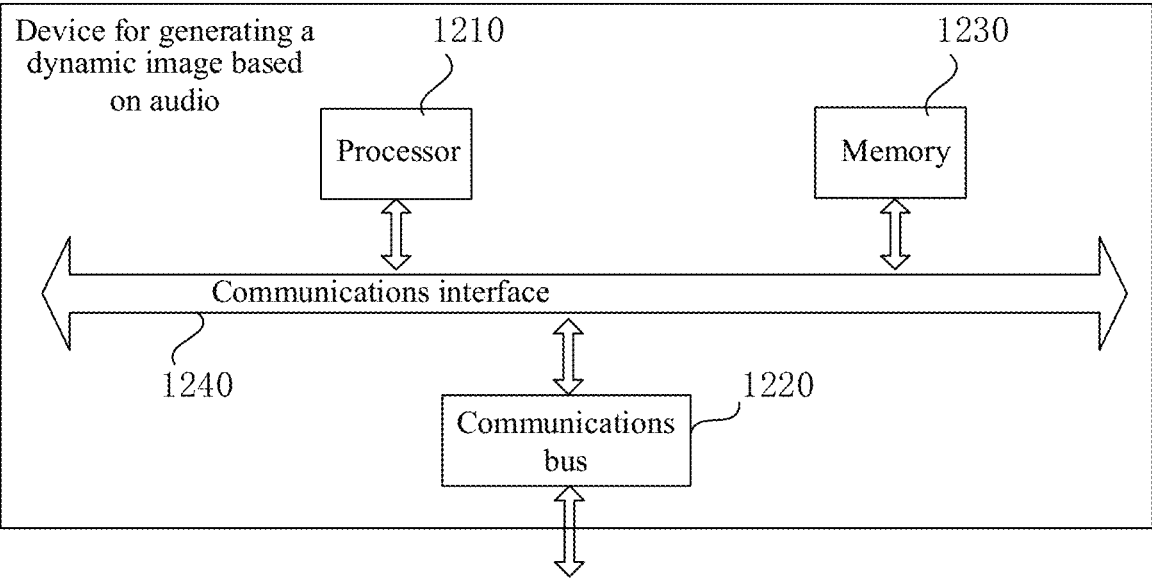 Device for generating a
dynamic image based
on audio
1210
1230
Processor
Memory
Communications interface
1240
1220
Communications
bus